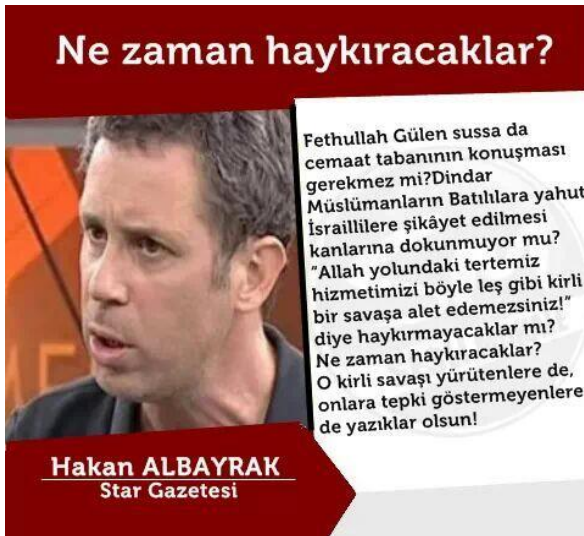 Ne zaman haykıracaklar?
Fethullah Gülen sussa da
cemaat tabanının konuşması
gerekmez mi?Dindar
Müslümanların Batılılara yahut
İsraillilere şikâyet edilmesi
kanlarına dokunmuyor mu?
"Allah yolundaki tertemiz
hizmetimizi böyle leş gibi kirli
bir savaşa alet edemezsiniz!"
diye haykırmayacaklar mı?
Ne zaman haykıracaklar?
O kirli savaşı yürütenlere de,
onlara tepki göstermeyenlere
de yazıklar olsun!
Hakan ALBAYRAK
Star Gazetesi